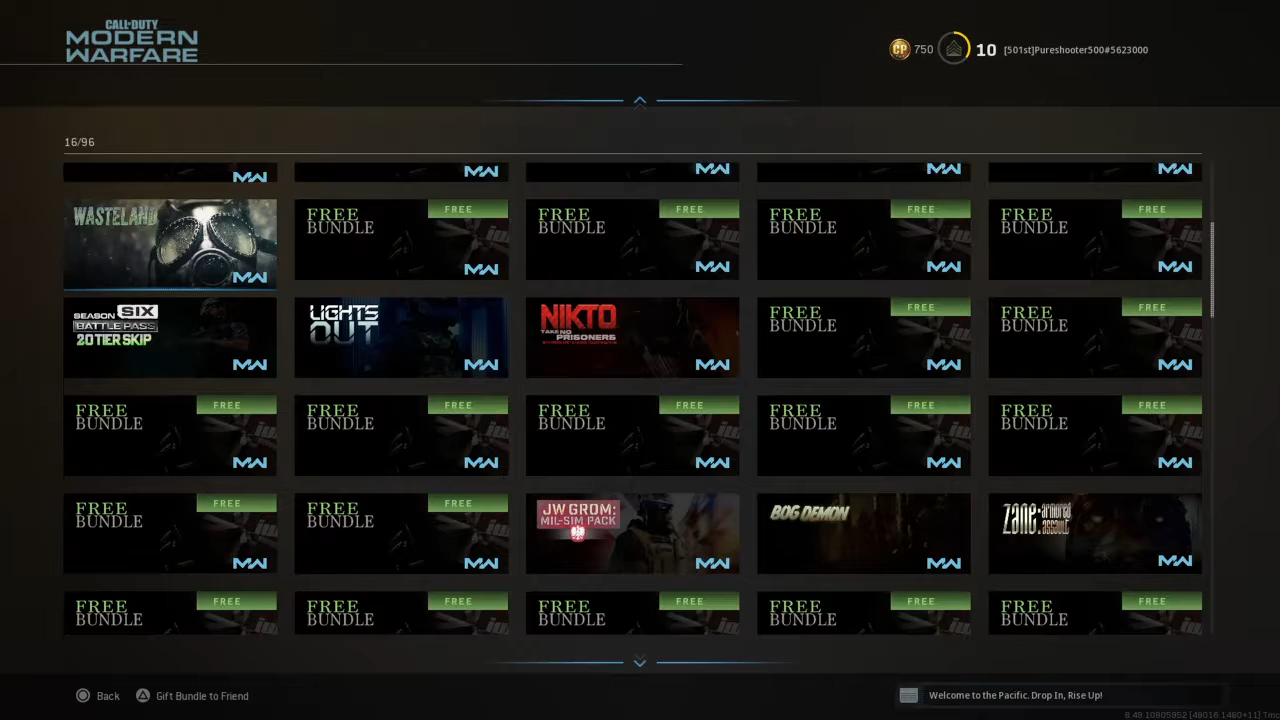 CALL·DUTY
MODERN
WARFARE
CP 750 10 [501st]Pureshooter500#5623000
16/96
MW MW MW MW MW
WASTELAND MW
FREE BUNDLE FREE MW
FREE BUNDLE FREE MW
FREE BUNDLE FREE MW
FREE BUNDLE FREE MW
SEASON SIX
BATTLE PASS
20 TIER SKIP
MW
LIGHTS
OUT
MW
NIKTO
TAKE NO
PRISONERS
MW
FREE BUNDLE FREE MW
FREE BUNDLE FREE MW
FREE BUNDLE FREE MW
FREE BUNDLE FREE MW
FREE BUNDLE FREE MW
FREE BUNDLE FREE MW
FREE BUNDLE FREE MW
FREE BUNDLE FREE MW
FREE BUNDLE FREE MW
JW GROM:
MIL-SIM PACK
MW
BOG DEMON
MW
ZANE: armored
assault
MW
FREE BUNDLE FREE
FREE BUNDLE FREE
FREE BUNDLE FREE
FREE BUNDLE FREE
FREE BUNDLE FREE
Back Gift Bundle to Friend
Welcome to the Pacific. Drop In, Rise Up!